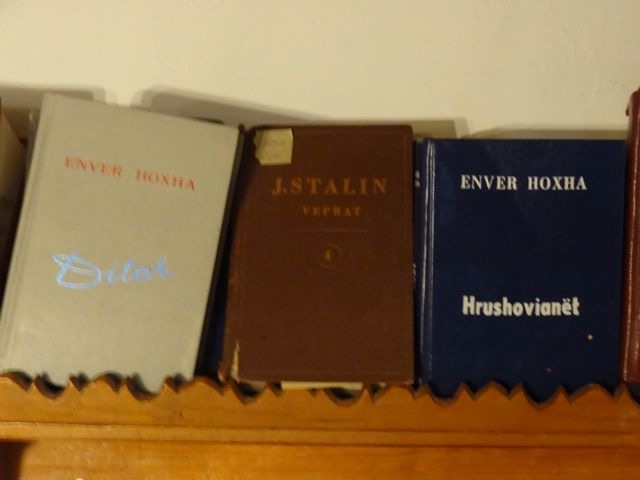 ENVER HOXHA
Ditar
J. STALIN
VEPRAT
4
ENVER HOXHA
Hrushovianët